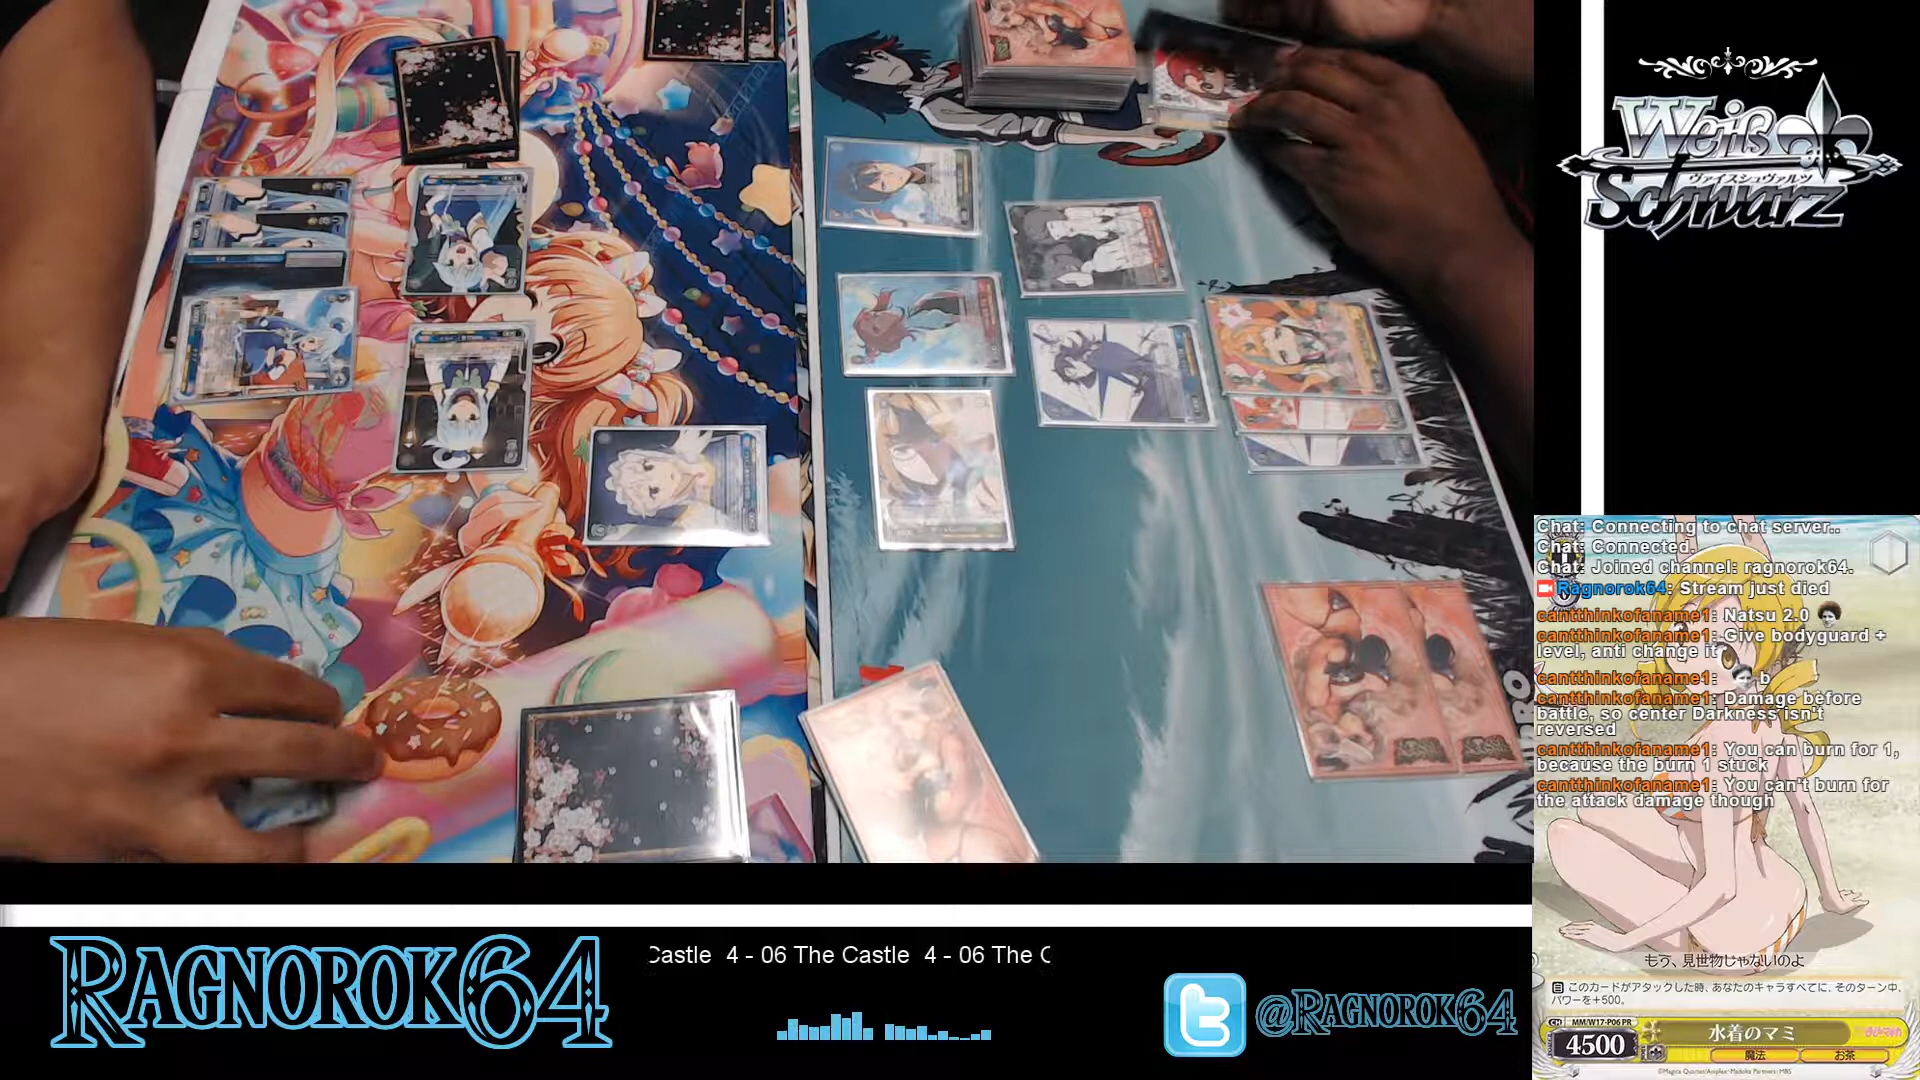 Weiß
ヴァイスシュヴァルツ
Schwarz
Chat: Connecting to chat server..
Chat: Connected.
Chat: Joined channel: ragnorok64.
Ragnorok64: Stream just died
cantthinkofaname1: Natsu 2.0
cantthinkofaname1: Give bodyguard +
level, anti change it
cantthinkofaname1: b
cantthinkofaname1: Damage before
battle, so center Darkness isn't
reversed
cantthinkofaname1: You can burn for 1,
because the burn 1 stuck
cantthinkofaname1: You can't burn for
the attack damage though
もう、見世物じゃないのよ
このカードがアタックした時、あなたのキャラすべてに、そのターン中、
パワーを+500。
MM/W17-P06 PR
4500
水着のマミ
魔法
お茶
©Magica Quartet/Aniplex・Madoka Partners・MBS
RAGNOROK64
Castle 4 - 06 The Castle 4 - 06 The C
@RAGNOROK64